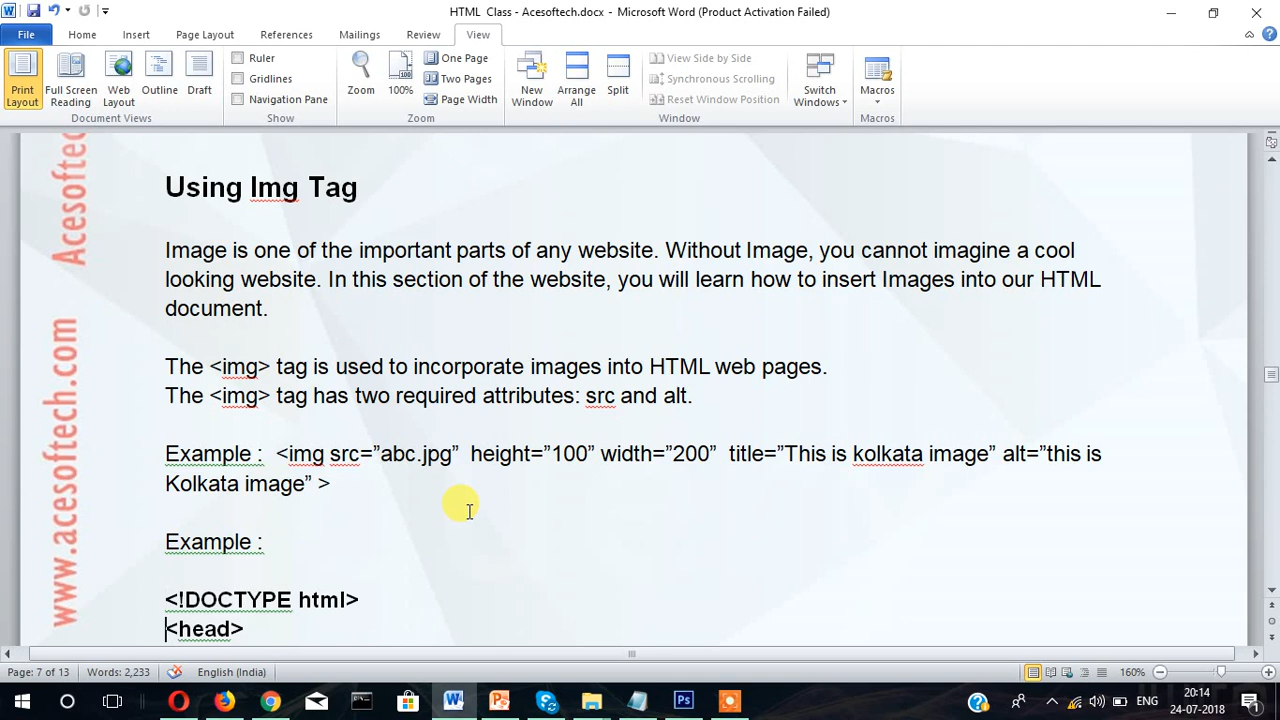 HTML Class - Acesoftech.docx - Microsoft Word (Product Activation Failed)
File Home Insert Page Layout References Mailings Review View
Print Layout
Full Screen Reading
Web Layout
Outline
Draft
Document Views
Ruler
Gridlines
Navigation Pane
Show
Zoom
100%
One Page
Two Pages
Page Width
Zoom
New Window
Arrange All
Split
View Side by Side
Synchronous Scrolling
Reset Window Position
Window
Switch Windows
Macros
Macros
www.acesoftech.com Acesoftech
Using Img Tag
Image is one of the important parts of any website. Without Image, you cannot imagine a cool
looking website. In this section of the website, you will learn how to insert Images into our HTML
document.
The <img> tag is used to incorporate images into HTML web pages.
The <img> tag has two required attributes: src and alt.
Example : <img src=”abc.jpg” height=”100” width=”200” title=”This is kolkata image” alt=”this is
Kolkata image” >
Example :
<!DOCTYPE html>
<head>
Page: 7 of 13 Words: 2,233 English (India) 160%
ENG 20:14
24-07-2018